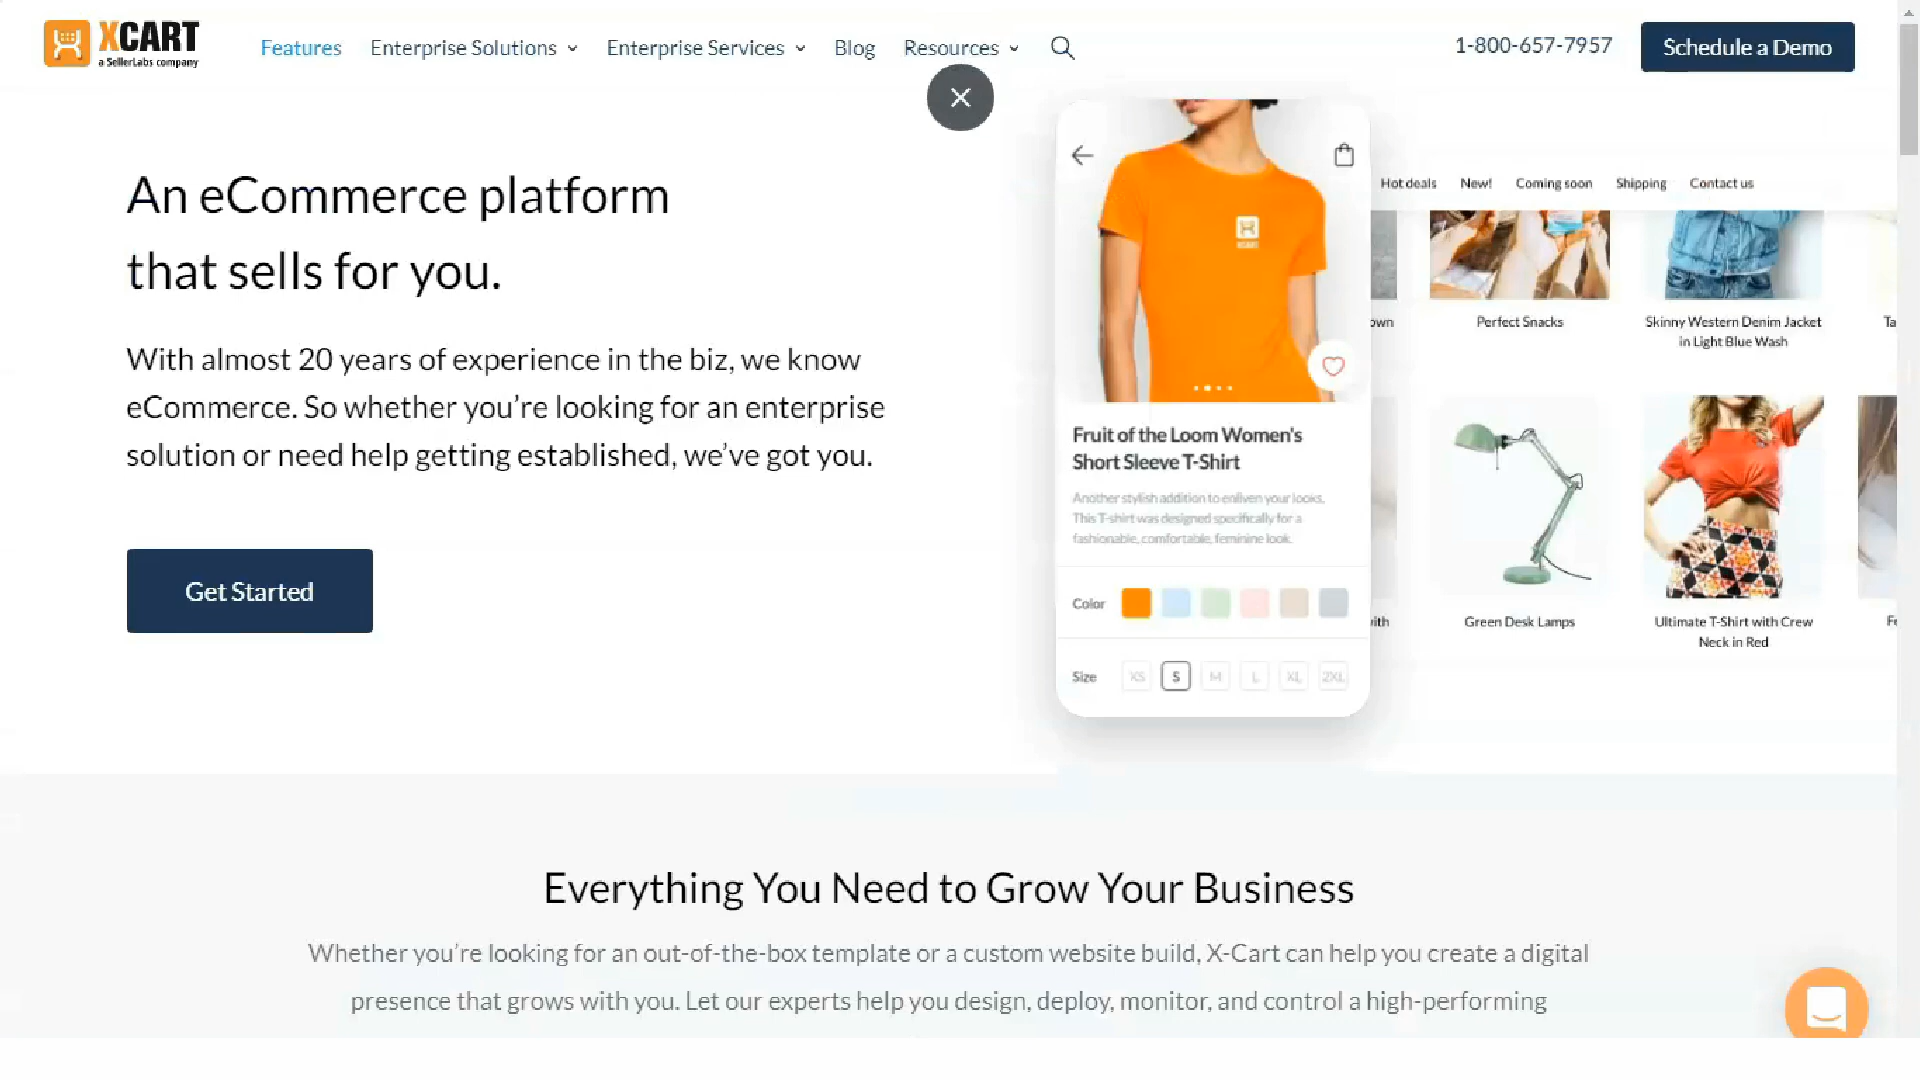 XCART
a SellerLabs company
Features
Enterprise Solutions
Enterprise Services
Blog
Resources
1-800-657-7957
Schedule a Demo
An eCommerce platform
that sells for you.
With almost 20 years of experience in the biz, we know
eCommerce. So whether you’re looking for an enterprise
solution or need help getting established, we’ve got you.
Get Started
XCART
Fruit of the Loom Women's
Short Sleeve T-Shirt
Another stylish addition to enliven your looks.
This T-shirt was designed specifically for a
fashionable, comfortable, feminine look.
Color
Size
XS
S
M
L
XL
2XL
Hot deals
New!
Coming soon
Shipping
Contact us
own
Perfect Snacks
Skinny Western Denim Jacket
in Light Blue Wash
Ta
ith
Green Desk Lamps
Ultimate T-Shirt with Crew
Neck in Red
Fe
Everything You Need to Grow Your Business
Whether you’re looking for an out-of-the-box template or a custom website build, X-Cart can help you create a digital
presence that grows with you. Let our experts help you design, deploy, monitor, and control a high-performing